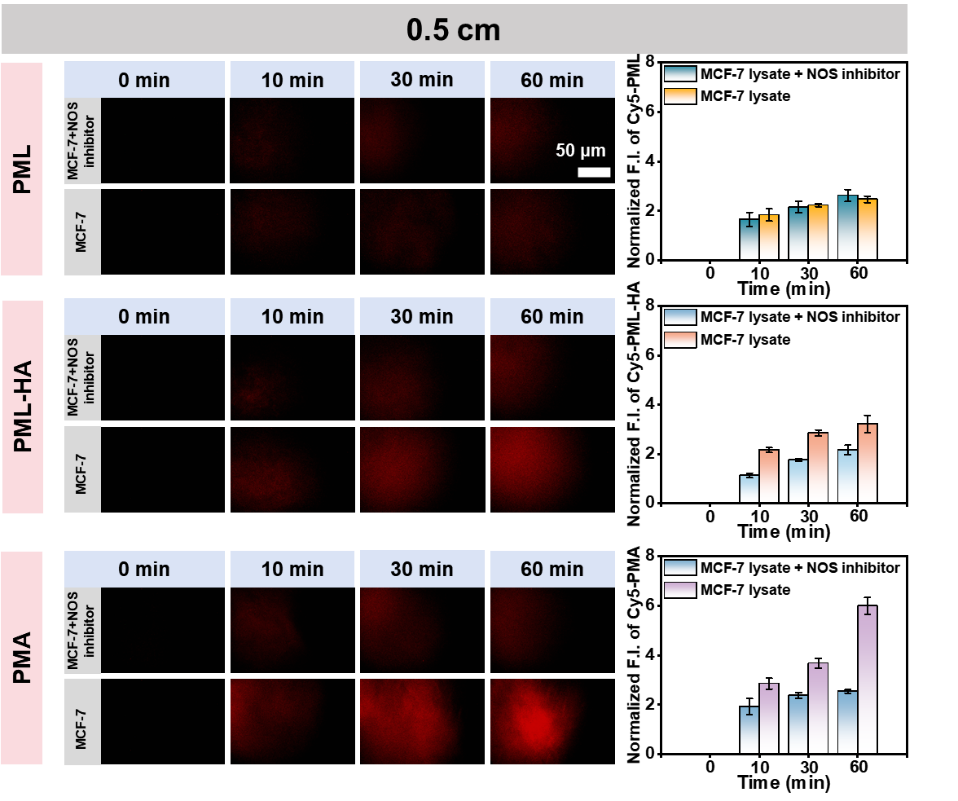 0.5 cm
PML
0 min
10 min
30 min
60 min
MCF-7+NOS
inhibitor
50 μm
MCF-7
Normalized F.I. of Cy5-PML
8
6
4
2
0
MCF-7 lysate + NOS inhibitor
MCF-7 lysate
0
10
30
60
Time (min)
PML-HA
0 min
10 min
30 min
60 min
MCF-7+NOS
inhibitor
MCF-7
Normalized F.I. of Cy5-PML-HA
8
6
4
2
0
MCF-7 lysate + NOS inhibitor
MCF-7 lysate
0
10
30
60
Time (min)
PMA
0 min
10 min
30 min
60 min
MCF-7+NOS
inhibitor
MCF-7
Normalized F.I. of Cy5-PMA
8
6
4
2
0
MCF-7 lysate + NOS inhibitor
MCF-7 lysate
0
10
30
60
Time (min)